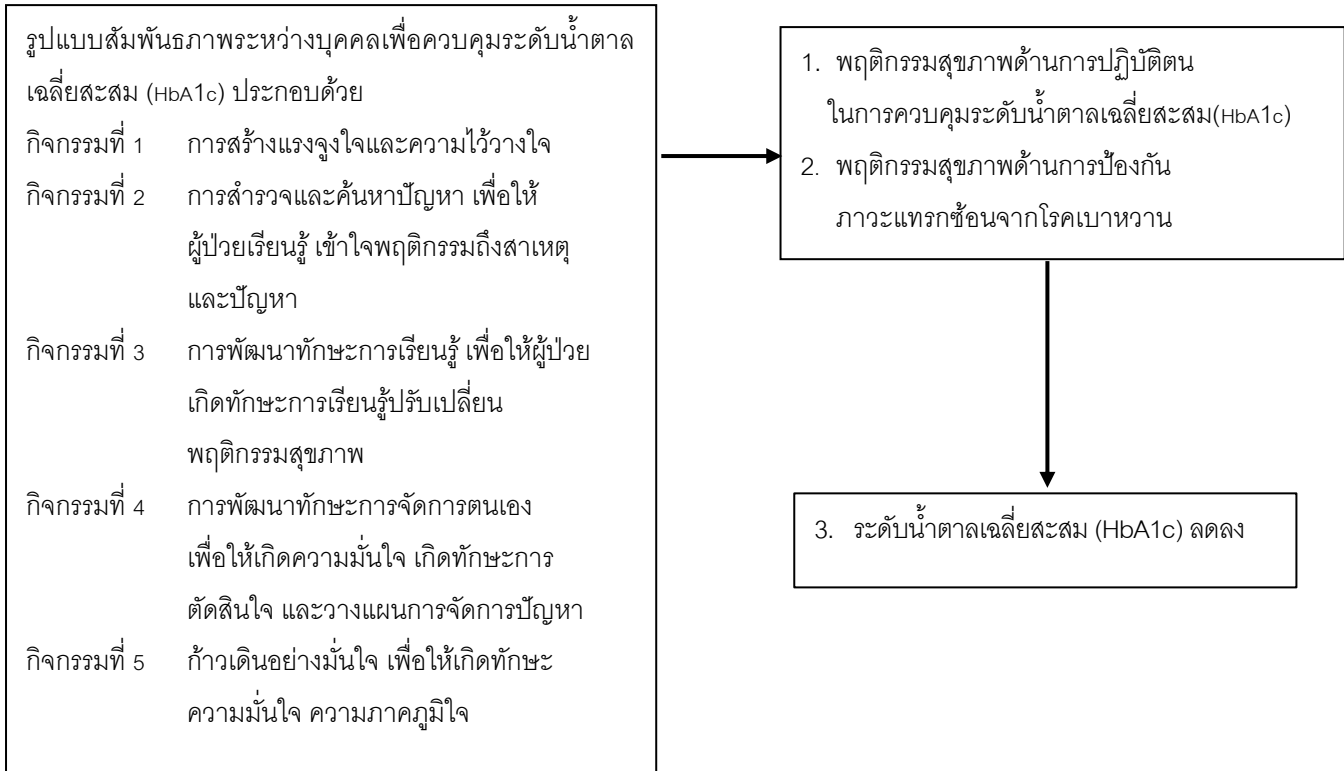 รูปแบบสัมพันธภาพระหว่างบุคคลเพื่อควบคุมระดับน้ำตาล
เฉลี่ยสะสม (HbA1c) ประกอบด้วย
กิจกรรมที่ 1 การสร้างแรงจูงใจและความไว้วางใจ
กิจกรรมที่ 2 การสำรวจและค้นหาปัญหา เพื่อให้
ผู้ป่วยเรียนรู้ เข้าใจพฤติกรรมถึงสาเหตุ
และปัญหา
กิจกรรมที่ 3 การพัฒนาทักษะการเรียนรู้ เพื่อให้ผู้ป่วย
เกิดทักษะการเรียนรู้ปรับเปลี่ยน
พฤติกรรมสุขภาพ
กิจกรรมที่ 4 การพัฒนาทักษะการจัดการตนเอง
เพื่อให้เกิดความมั่นใจ เกิดทักษะการ
ตัดสินใจ และวางแผนการจัดการปัญหา
กิจกรรมที่ 5 ก้าวเดินอย่างมั่นใจ เพื่อให้เกิดทักษะ
ความมั่นใจ ความภาคภูมิใจ
1. พฤติกรรมสุขภาพด้านการปฏิบัติตน
ในการควบคุมระดับน้ำตาลเฉลี่ยสะสม(HbA1c)
2. พฤติกรรมสุขภาพด้านการป้องกัน
ภาวะแทรกซ้อนจากโรคเบาหวาน
3. ระดับน้ำตาลเฉลี่ยสะสม (HbA1c) ลดลง